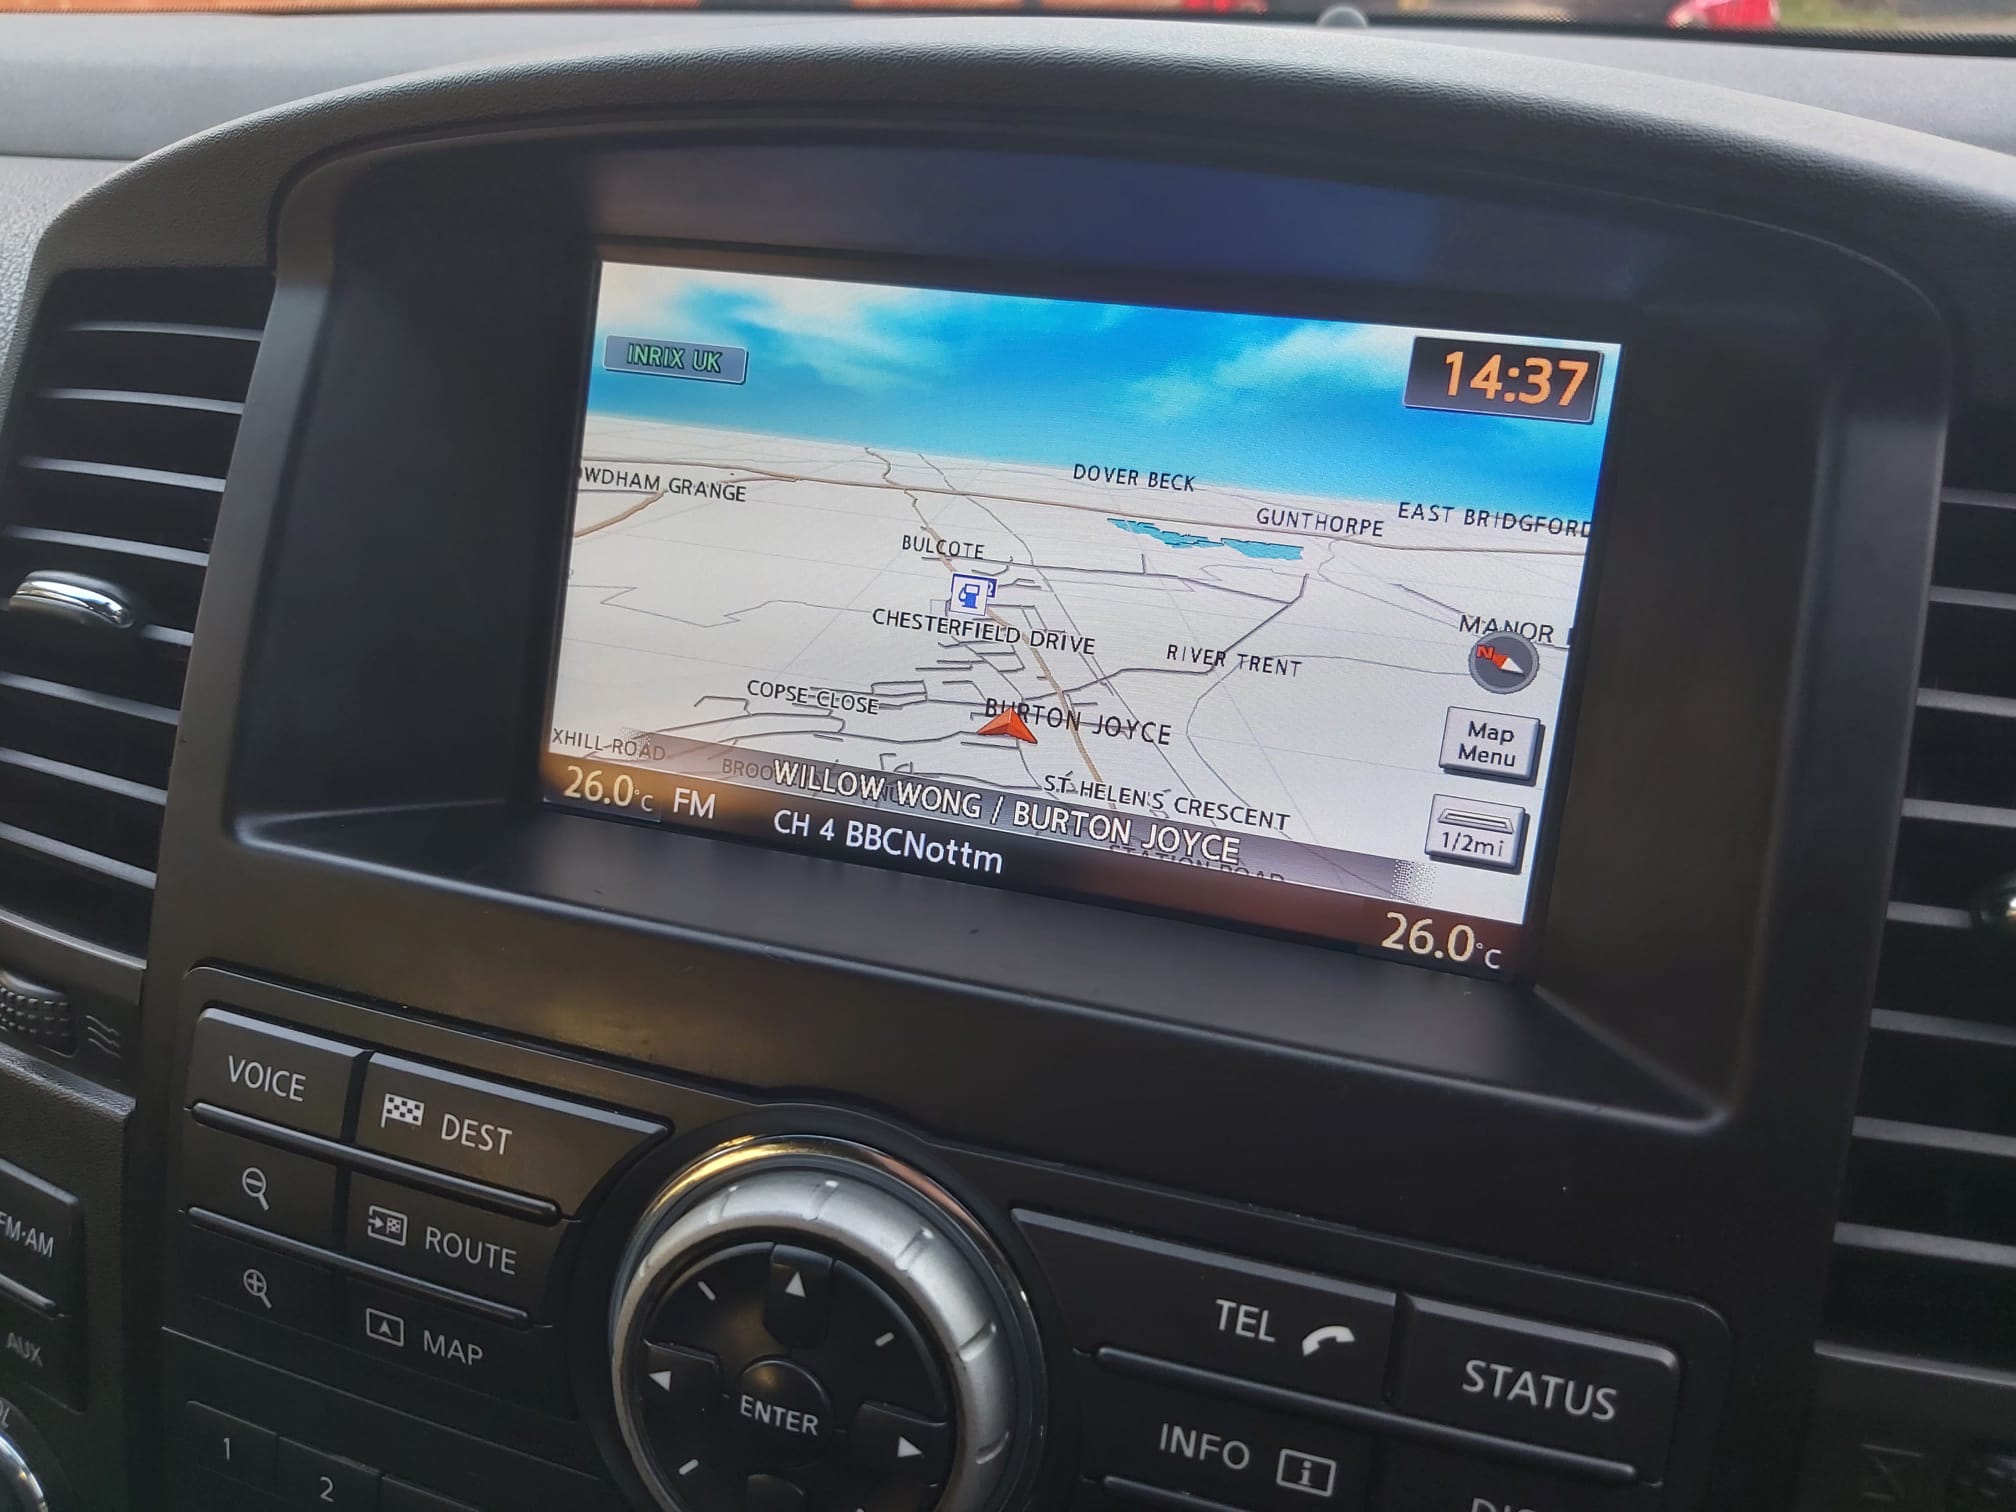 INRIX UK
14:37
WDHAM GRANGE
DOVER BECK
GUNTHORPE
EAST BRIDGFORD
BULCOTE
CHESTERFIELD DRIVE
MANOR
N
RIVER TRENT
COPSE CLOSE
BURTON JOYCE
Map
Menu
XHILL ROAD
ST. HELEN'S CRESCENT
WILLOW WONG / BURTON JOYCE
1/2mi
STATION ROAD
26.0°C FM
CH 4 BBCNottm
26.0°C
VOICE
DEST
ROUTE
MAP
FM·AM
AUX
ENTER
TEL
STATUS
INFO
i
1
2